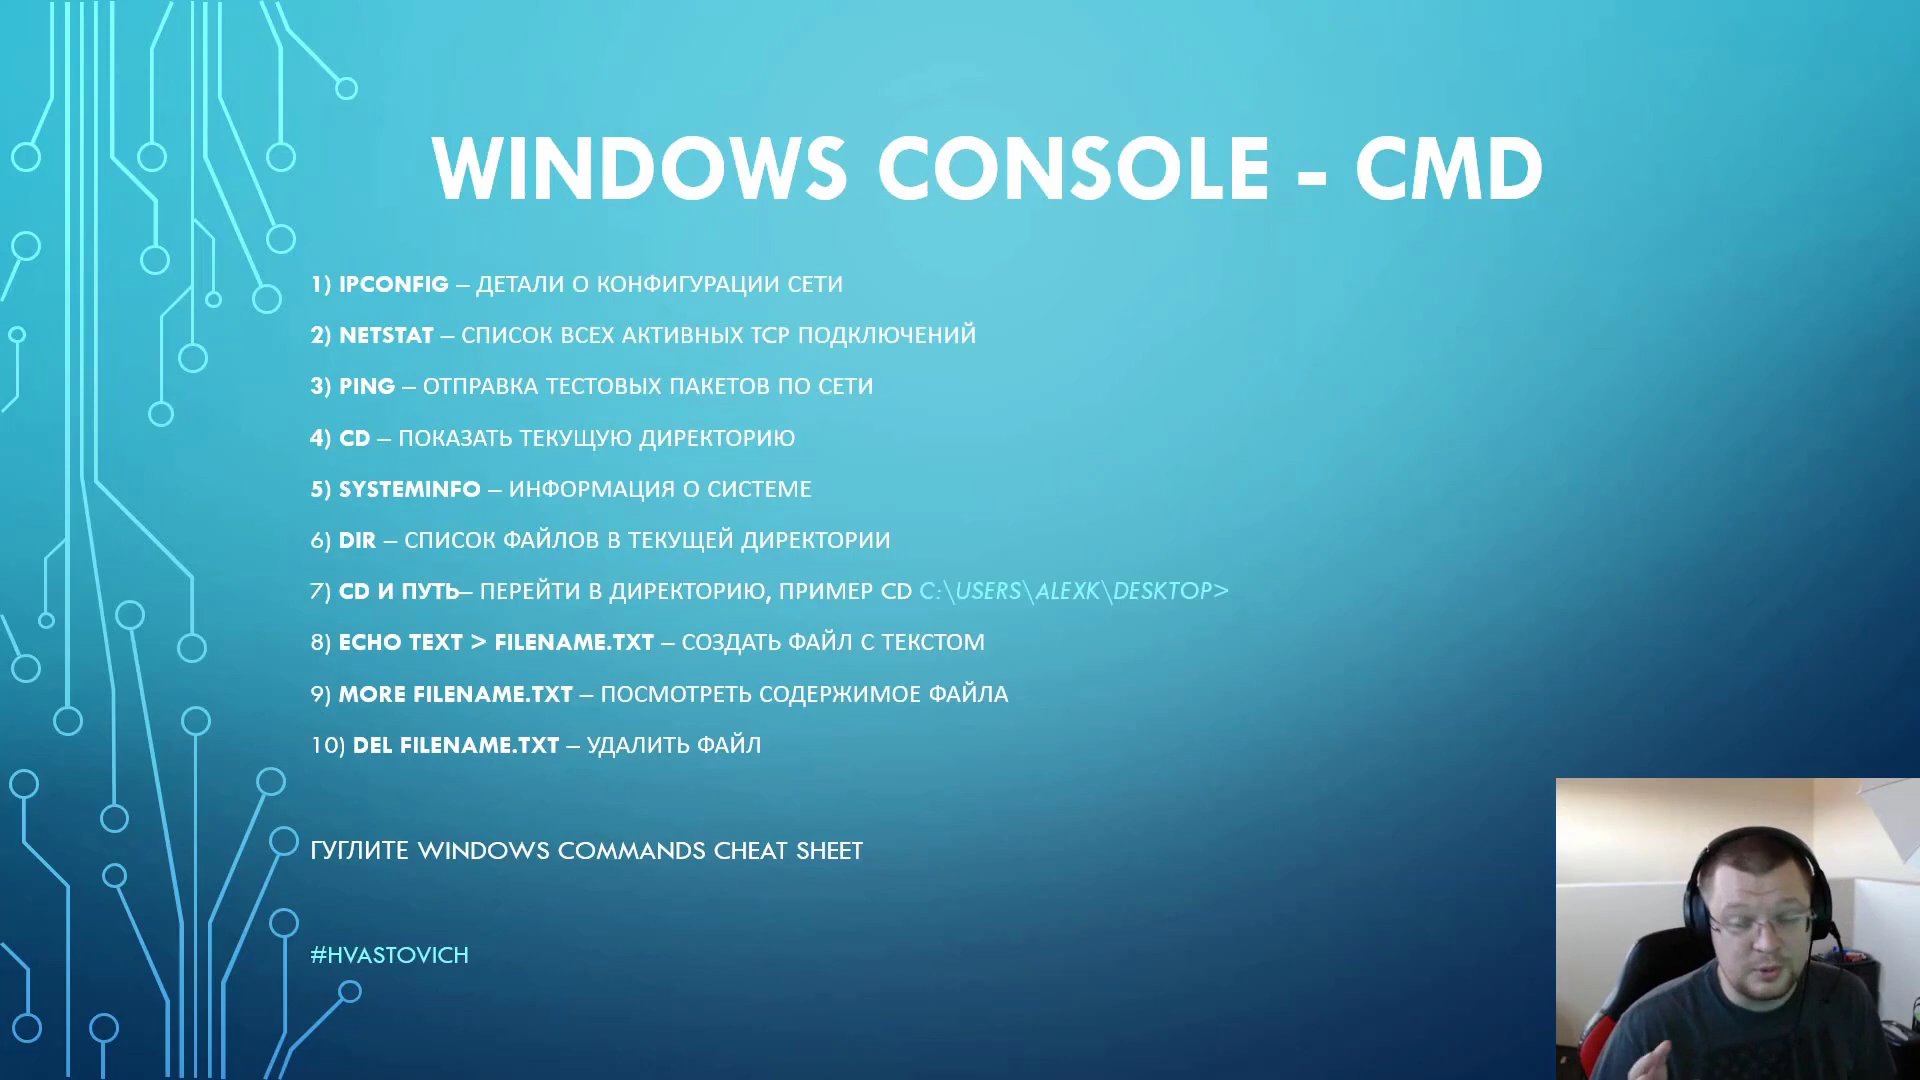 WINDOWS CONSOLE - CMD
1) IPCONFIG – ДЕТАЛИ О КОНФИГУРАЦИИ СЕТИ
2) NETSTAT – СПИСОК ВСЕХ АКТИВНЫХ TCP ПОДКЛЮЧЕНИЙ
3) PING – ОТПРАВКА ТЕСТОВЫХ ПАКЕТОВ ПО СЕТИ
4) CD – ПОКАЗАТЬ ТЕКУЩУЮ ДИРЕКТОРИЮ
5) SYSTEMINFO – ИНФОРМАЦИЯ О СИСТЕМЕ
6) DIR – СПИСОК ФАЙЛОВ В ТЕКУЩЕЙ ДИРЕКТОРИИ
7) CD И ПУТЬ– ПЕРЕЙТИ В ДИРЕКТОРИЮ, ПРИМЕР CD C:\USERS\ALEXK\DESKTOP>
8) ECHO TEXT > FILENAME.TXT – СОЗДАТЬ ФАЙЛ С ТЕКСТОМ
9) MORE FILENAME.TXT – ПОСМОТРЕТЬ СОДЕРЖИМОЕ ФАЙЛА
10) DEL FILENAME.TXT – УДАЛИТЬ ФАЙЛ
ГУГЛИТЕ WINDOWS COMMANDS CHEAT SHEET
#HVASTOVICH